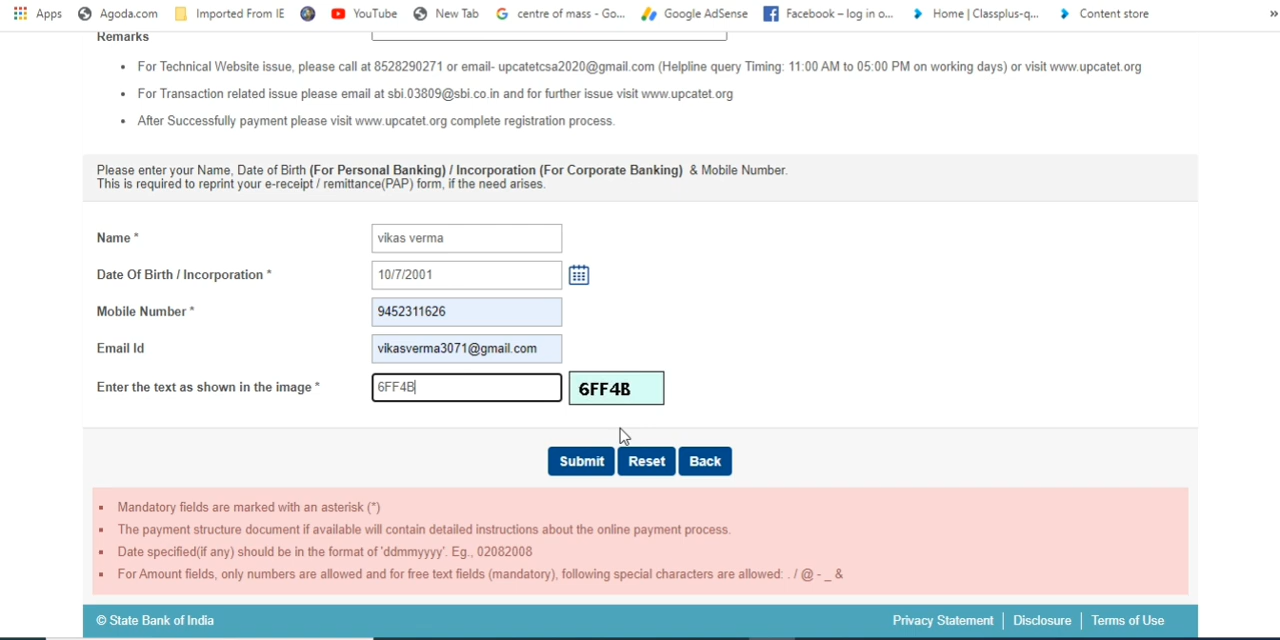 Apps Agoda.com Imported From IE YouTube New Tab centre of mass - Go... Google AdSense Facebook – log in o... Home | Classplus-q... Content store »
Remarks
• For Technical Website issue, please call at 8528290271 or email- upcatetcsa2020@gmail.com (Helpline query Timing: 11:00 AM to 05:00 PM on working days) or visit www.upcatet.org
• For Transaction related issue please email at sbi.03809@sbi.co.in and for further issue visit www.upcatet.org
• After Successfully payment please visit www.upcatet.org complete registration process.
Please enter your Name, Date of Birth (For Personal Banking) / Incorporation (For Corporate Banking) & Mobile Number.
This is required to reprint your e-receipt / remittance(PAP) form, if the need arises.
Name * vikas verma
Date Of Birth / Incorporation * 10/7/2001
Mobile Number * 9452311626
Email Id vikasverma3071@gmail.com
Enter the text as shown in the image * 6FF4B 6FF4B
Submit Reset Back
▪ Mandatory fields are marked with an asterisk (*)
▪ The payment structure document if available will contain detailed instructions about the online payment process.
▪ Date specified(if any) should be in the format of 'ddmmyyyy'. Eg., 02082008
▪ For Amount fields, only numbers are allowed and for free text fields (mandatory), following special characters are allowed: . / @ - _ &
© State Bank of India Privacy Statement | Disclosure | Terms of Use